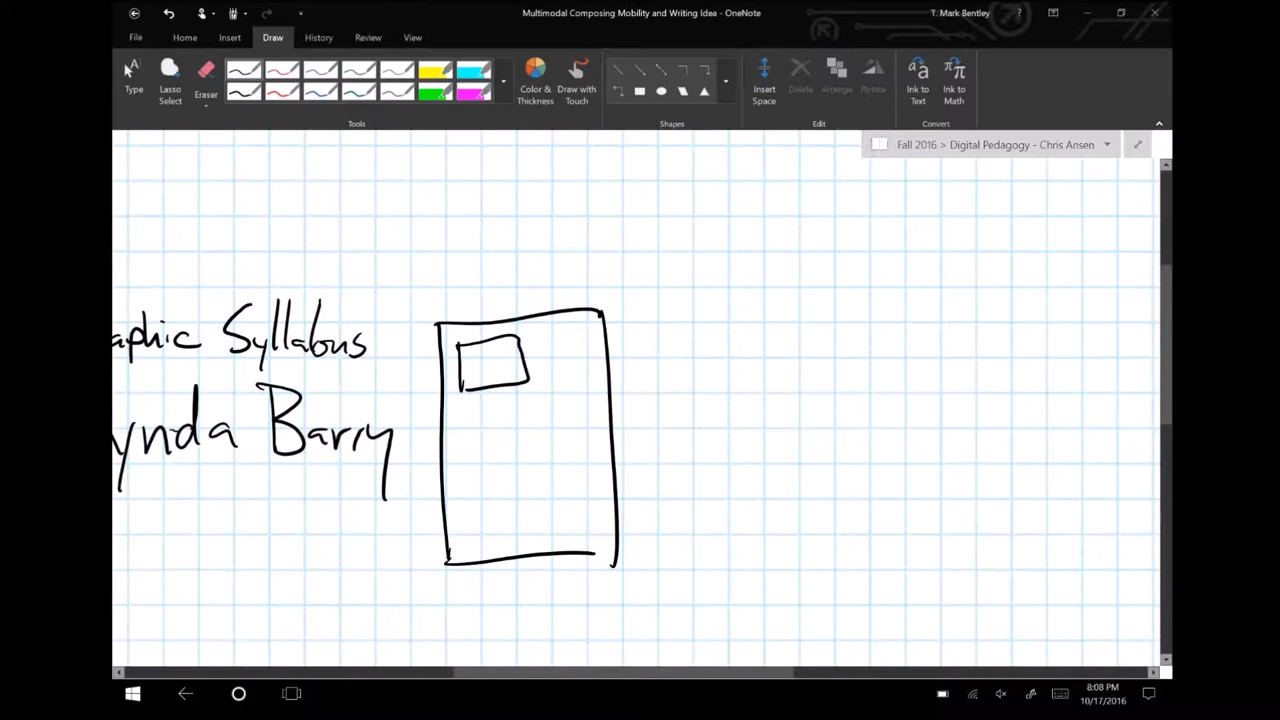 Multimodal Composing Mobility and Writing Idea - OneNote
T. Mark Bentley
?
File
Home
Insert
Draw
History
Review
View
Type
Lasso
Select
Eraser
Color &
Thickness
Draw with
Touch
Insert
Space
Delete
Arrange
Rotate
Ink to
Text
Ink to
Math
Tools
Shapes
Edit
Convert
Fall 2016 > Digital Pedagogy - Chris Ansen
aphic Syllabus
ynda Barry
8:08 PM
10/17/2016